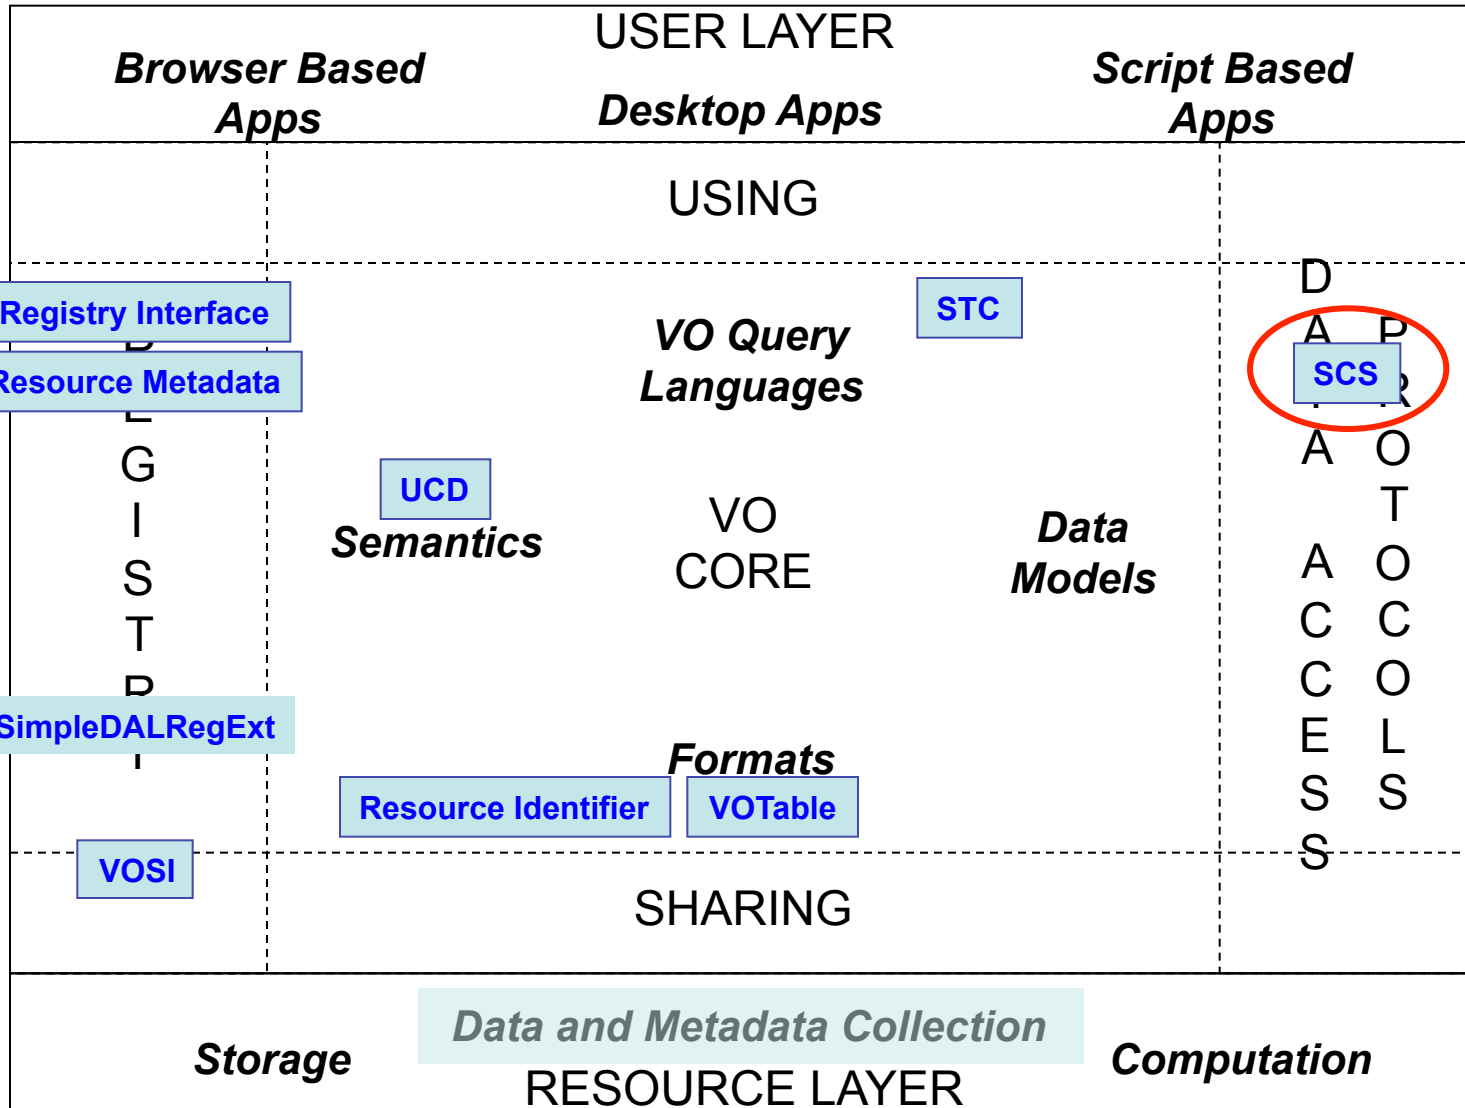 USER LAYER
Browser Based
Apps
Desktop Apps
Script Based
Apps
USING
Registry Interface
Resource Metadata
E
G
I
S
T
R
SimpleDALRegExt
VOSI
STC
VO Query
Languages
UCD
Semantics
VO
CORE
Data
Models
Formats
Resource Identifier
VOTable
D
A
SCS
A
A
C
C
E
S
S
P
R
O
T
O
C
O
L
S
SHARING
Data and Metadata Collection
Storage
Computation
RESOURCE LAYER